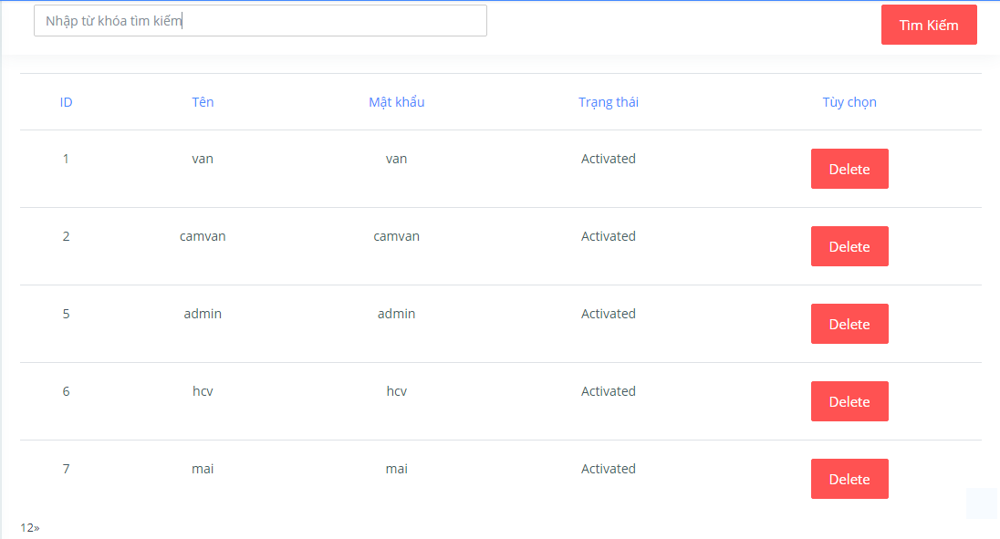 Nhập từ khóa tìm kiếm
Tìm Kiếm
ID Tên Mật khẩu Trạng thái Tùy chọn
1 van van Activated Delete
2 camvan camvan Activated Delete
5 admin admin Activated Delete
6 hcv hcv Activated Delete
7 mai mai Activated Delete
12»